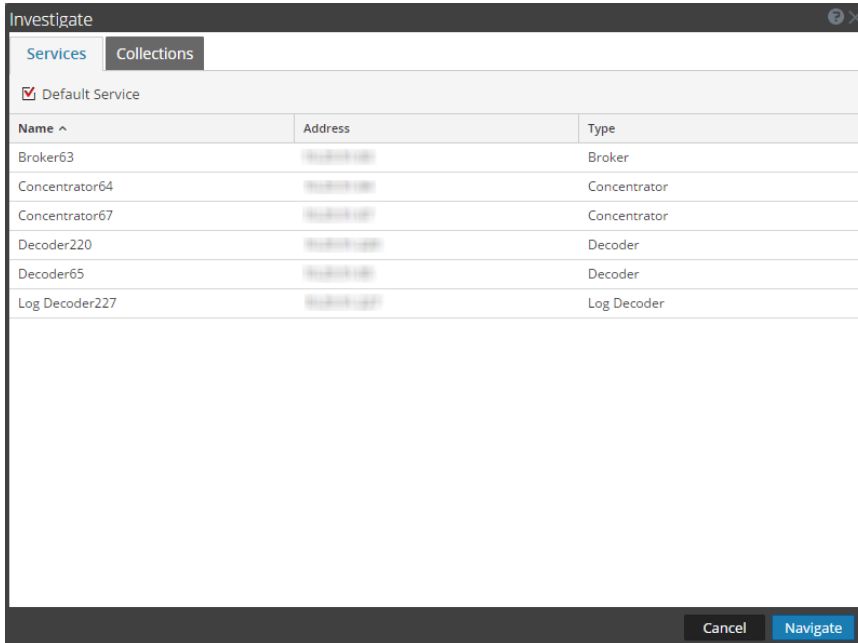 Investigate
Services Collections
Default Service
Name Address Type
Broker63 Broker
Concentrator64 Concentrator
Concentrator67 Concentrator
Decoder220 Decoder
Decoder65 Decoder
Log Decoder227 Log Decoder
Cancel Navigate